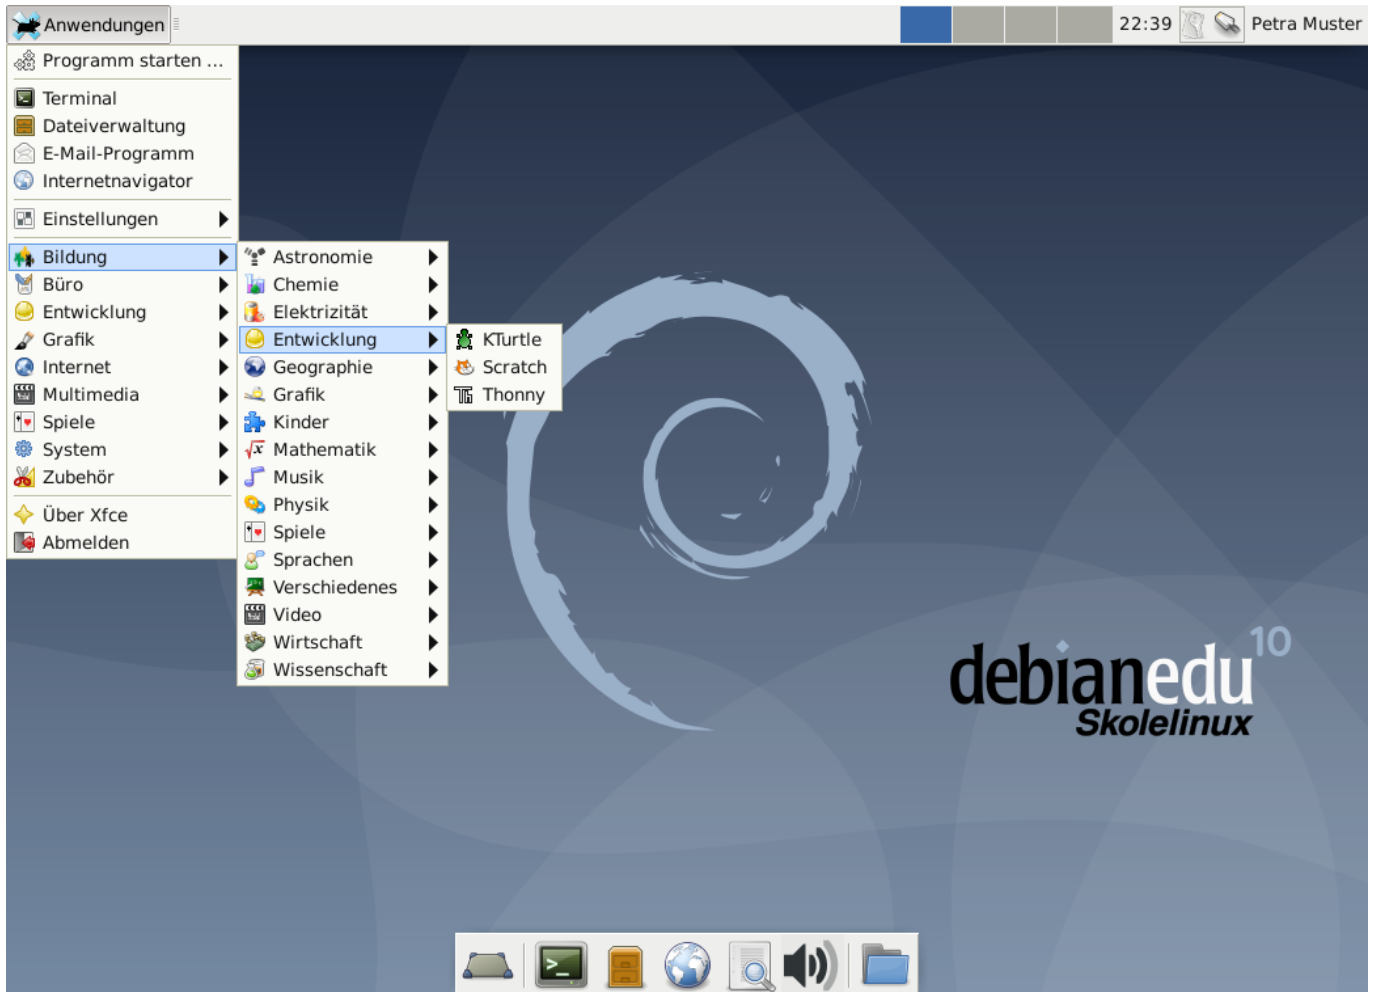 Anwendungen
22:39
Petra Muster
Programm starten ...
Terminal
Dateiverwaltung
E-Mail-Programm
Internetnavigator
Einstellungen
Bildung
Büro
Entwicklung
Grafik
Internet
Multimedia
Spiele
System
Zubehör
Über Xfce
Abmelden
Astronomie
Chemie
Elektrizität
Entwicklung
Geographie
Grafik
Kinder
Mathematik
Musik
Physik
Spiele
Sprachen
Verschiedenes
Video
Wirtschaft
Wissenschaft
KTurtle
Scratch
Thonny
debianedu 10
Skolelinux